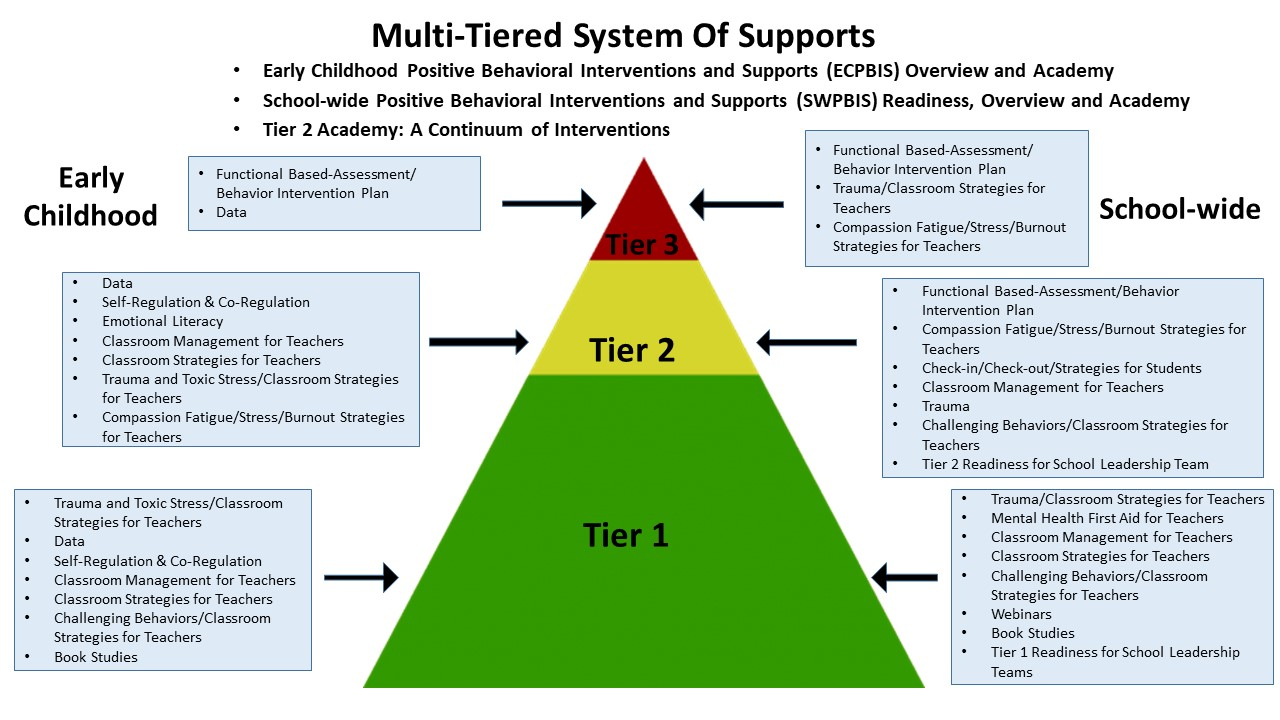 Multi-Tiered System Of Supports
• Early Childhood Positive Behavioral Interventions and Supports (ECPBIS) Overview and Academy
• School-wide Positive Behavioral Interventions and Supports (SWPBIS) Readiness, Overview and Academy
• Tier 2 Academy: A Continuum of Interventions
Early
Childhood
• Functional Based-Assessment/
Behavior Intervention Plan
• Data
• Functional Based-Assessment/
Behavior Intervention Plan
• Trauma/Classroom Strategies for
Teachers
• Compassion Fatigue/Stress/Burnout
Strategies for Teachers
School-wide
Tier 3
• Data
• Self-Regulation & Co-Regulation
• Emotional Literacy
• Classroom Management for Teachers
• Classroom Strategies for Teachers
• Trauma and Toxic Stress/Classroom Strategies
for Teachers
• Compassion Fatigue/Stress/Burnout Strategies
for Teachers
Tier 2
• Functional Based-Assessment/Behavior
Intervention Plan
• Compassion Fatigue/Stress/Burnout Strategies for
Teachers
• Check-in/Check-out/Strategies for Students
• Classroom Management for Teachers
• Trauma
• Challenging Behaviors/Classroom Strategies for
Teachers
• Tier 2 Readiness for School Leadership Team
• Trauma and Toxic Stress/Classroom
Strategies for Teachers
• Data
• Self-Regulation & Co-Regulation
• Classroom Management for Teachers
• Classroom Strategies for Teachers
• Challenging Behaviors/Classroom
Strategies for Teachers
• Book Studies
Tier 1
• Trauma/Classroom Strategies for Teachers
• Mental Health First Aid for Teachers
• Classroom Management for Teachers
• Classroom Strategies for Teachers
• Challenging Behaviors/Classroom
Strategies for Teachers
• Webinars
• Book Studies
• Tier 1 Readiness for School Leadership
Teams